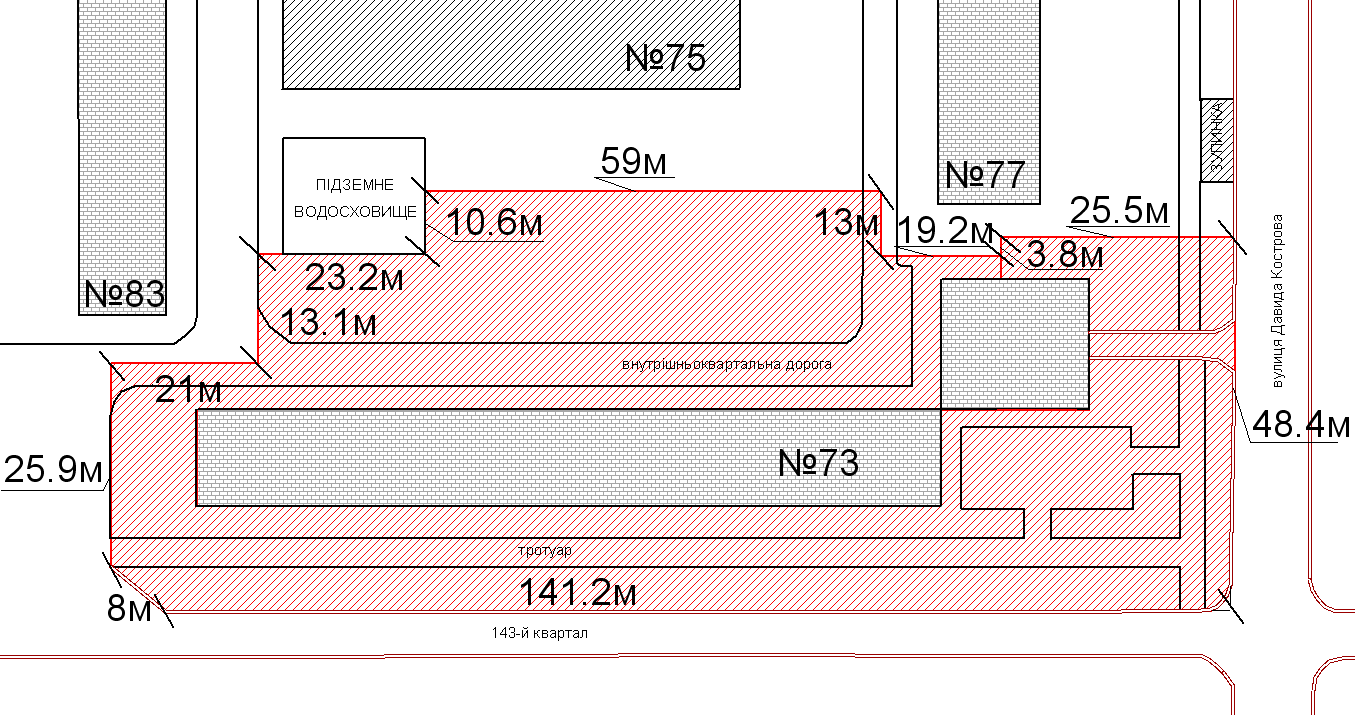 №75
ЗУПИНКА
59м
№77
ПІДЗЕМНЕ
ВОДОСХОВИЩЕ
10.6м
13м
19.2м
25.5м
3.8м
23.2м
№83
13.1м
вулиця Давида Кострова
внутрішньоквартальна дорога
21м
48.4м
25.9м
№73
тротуар
141.2м
8м
143-й квартал